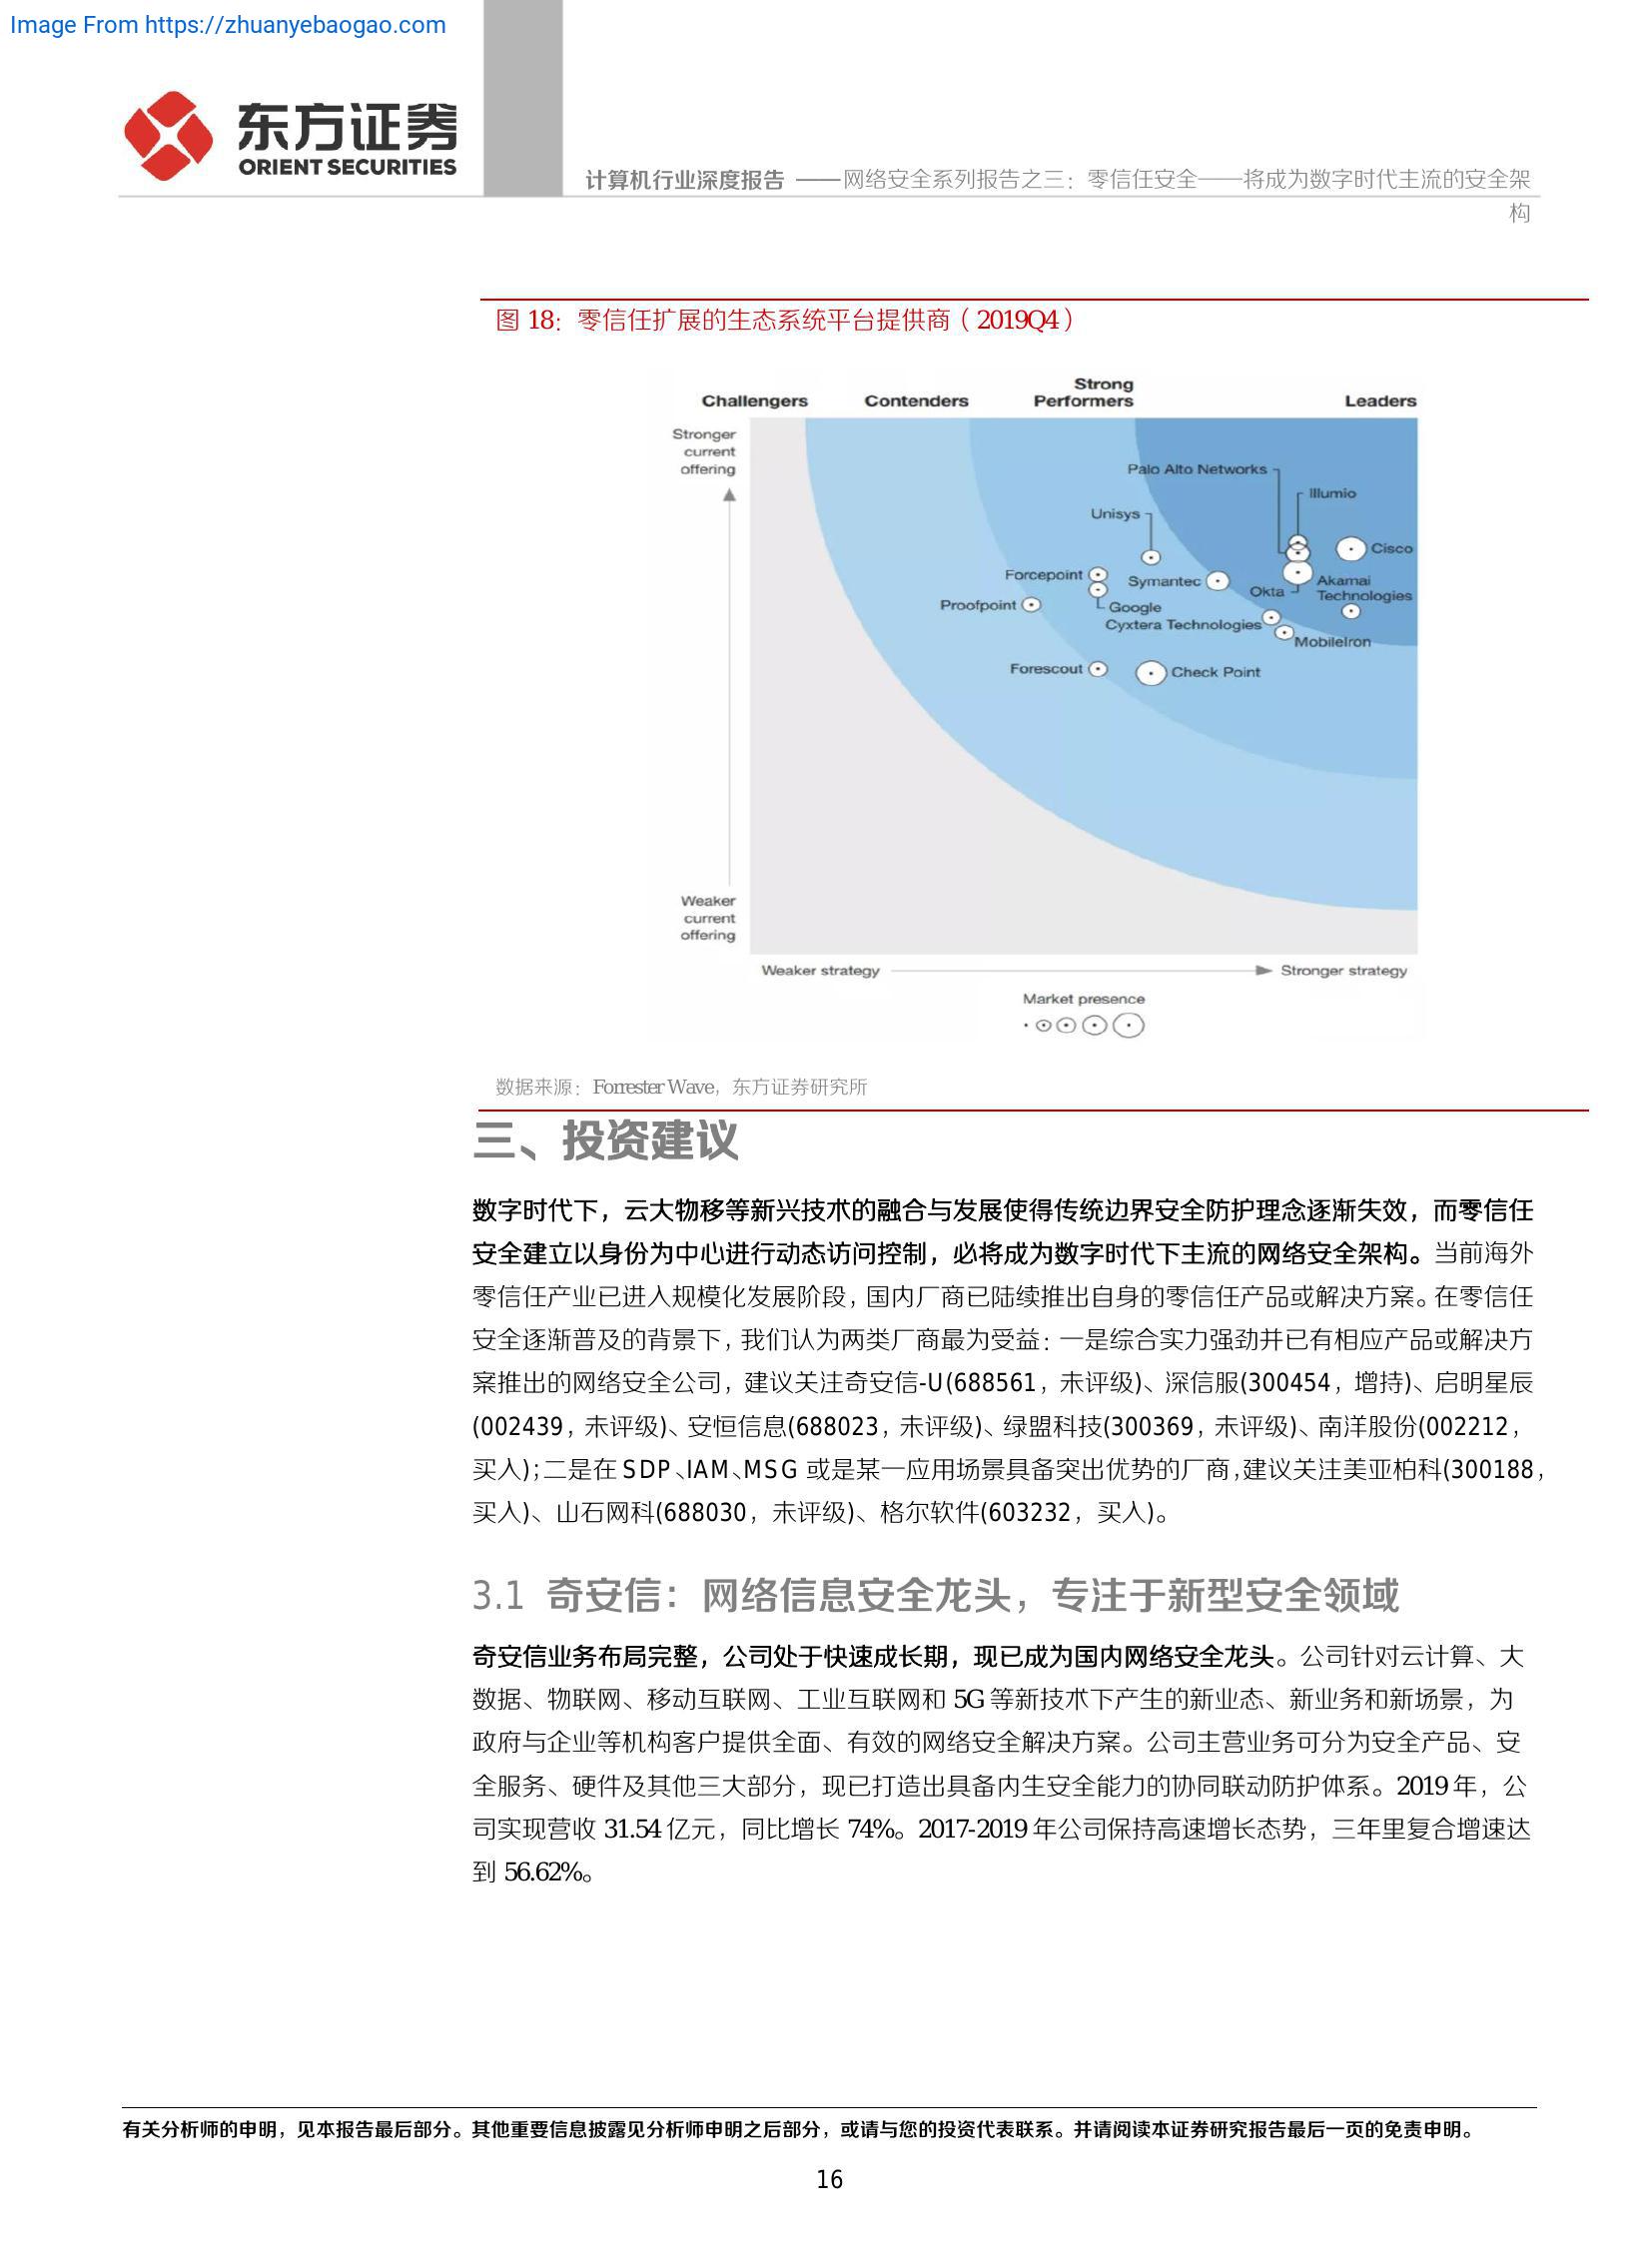 Image From https://zhuanyebaogao.com
东方证券
ORIENT SECURITIES
计算机行业深度报告 —— 网络安全系列报告之三：零信任安全——将成为数字时代主流的安全架
构
图 18：零信任扩展的生态系统平台提供商（2019Q4）
Challengers
Contenders
Strong
Performers
Leaders
Stronger
current
offering
Palo Alto Networks
Illumio
Unisys
Cisco
Forcepoint
Symantec
Akamai
Technologies
Okta
Proofpoint
Google
Cyxtera Technologies
MobileIron
Forescout
Check Point
Weaker
current
offering
Weaker strategy
Stronger strategy
Market presence
数据来源：Forrester Wave，东方证券研究所
三、投资建议
数字时代下，云大物移等新兴技术的融合与发展使得传统边界安全防护理念逐渐失效，而零信任
安全建立以身份为中心进行动态访问控制，必将成为数字时代下主流的网络安全架构。当前海外
零信任产业已进入规模化发展阶段，国内厂商已陆续推出自身的零信任产品或解决方案。在零信任
安全逐渐普及的背景下，我们认为两类厂商最为受益：一是综合实力强劲并已有相应产品或解决方
案推出的网络安全公司，建议关注奇安信-U(688561，未评级)、深信服(300454，增持)、启明星辰
(002439，未评级)、安恒信息(688023，未评级)、绿盟科技(300369，未评级)、南洋股份(002212，
买入)；二是在 SDP、IAM、MSG 或是某一应用场景具备突出优势的厂商，建议关注美亚柏科(300188，
买入)、山石网科(688030，未评级)、格尔软件(603232，买入)。
3.1 奇安信：网络信息安全龙头，专注于新型安全领域
奇安信业务布局完整，公司处于快速成长期，现已成为国内网络安全龙头。公司针对云计算、大
数据、物联网、移动互联网、工业互联网和 5G 等新技术下产生的新业态、新业务和新场景，为
政府与企业等机构客户提供全面、有效的网络安全解决方案。公司主营业务可分为安全产品、安
全服务、硬件及其他三大部分，现已打造出具备内生安全能力的协同联动防护体系。2019 年，公
司实现营收 31.54 亿元，同比增长 74%。2017-2019 年公司保持高速增长态势，三年里复合增速达
到 56.62%。
有关分析师的申明，见本报告最后部分。其他重要信息披露见分析师申明之后部分，或请与您的投资代表联系。并请阅读本证券研究报告最后一页的免责申明。
16